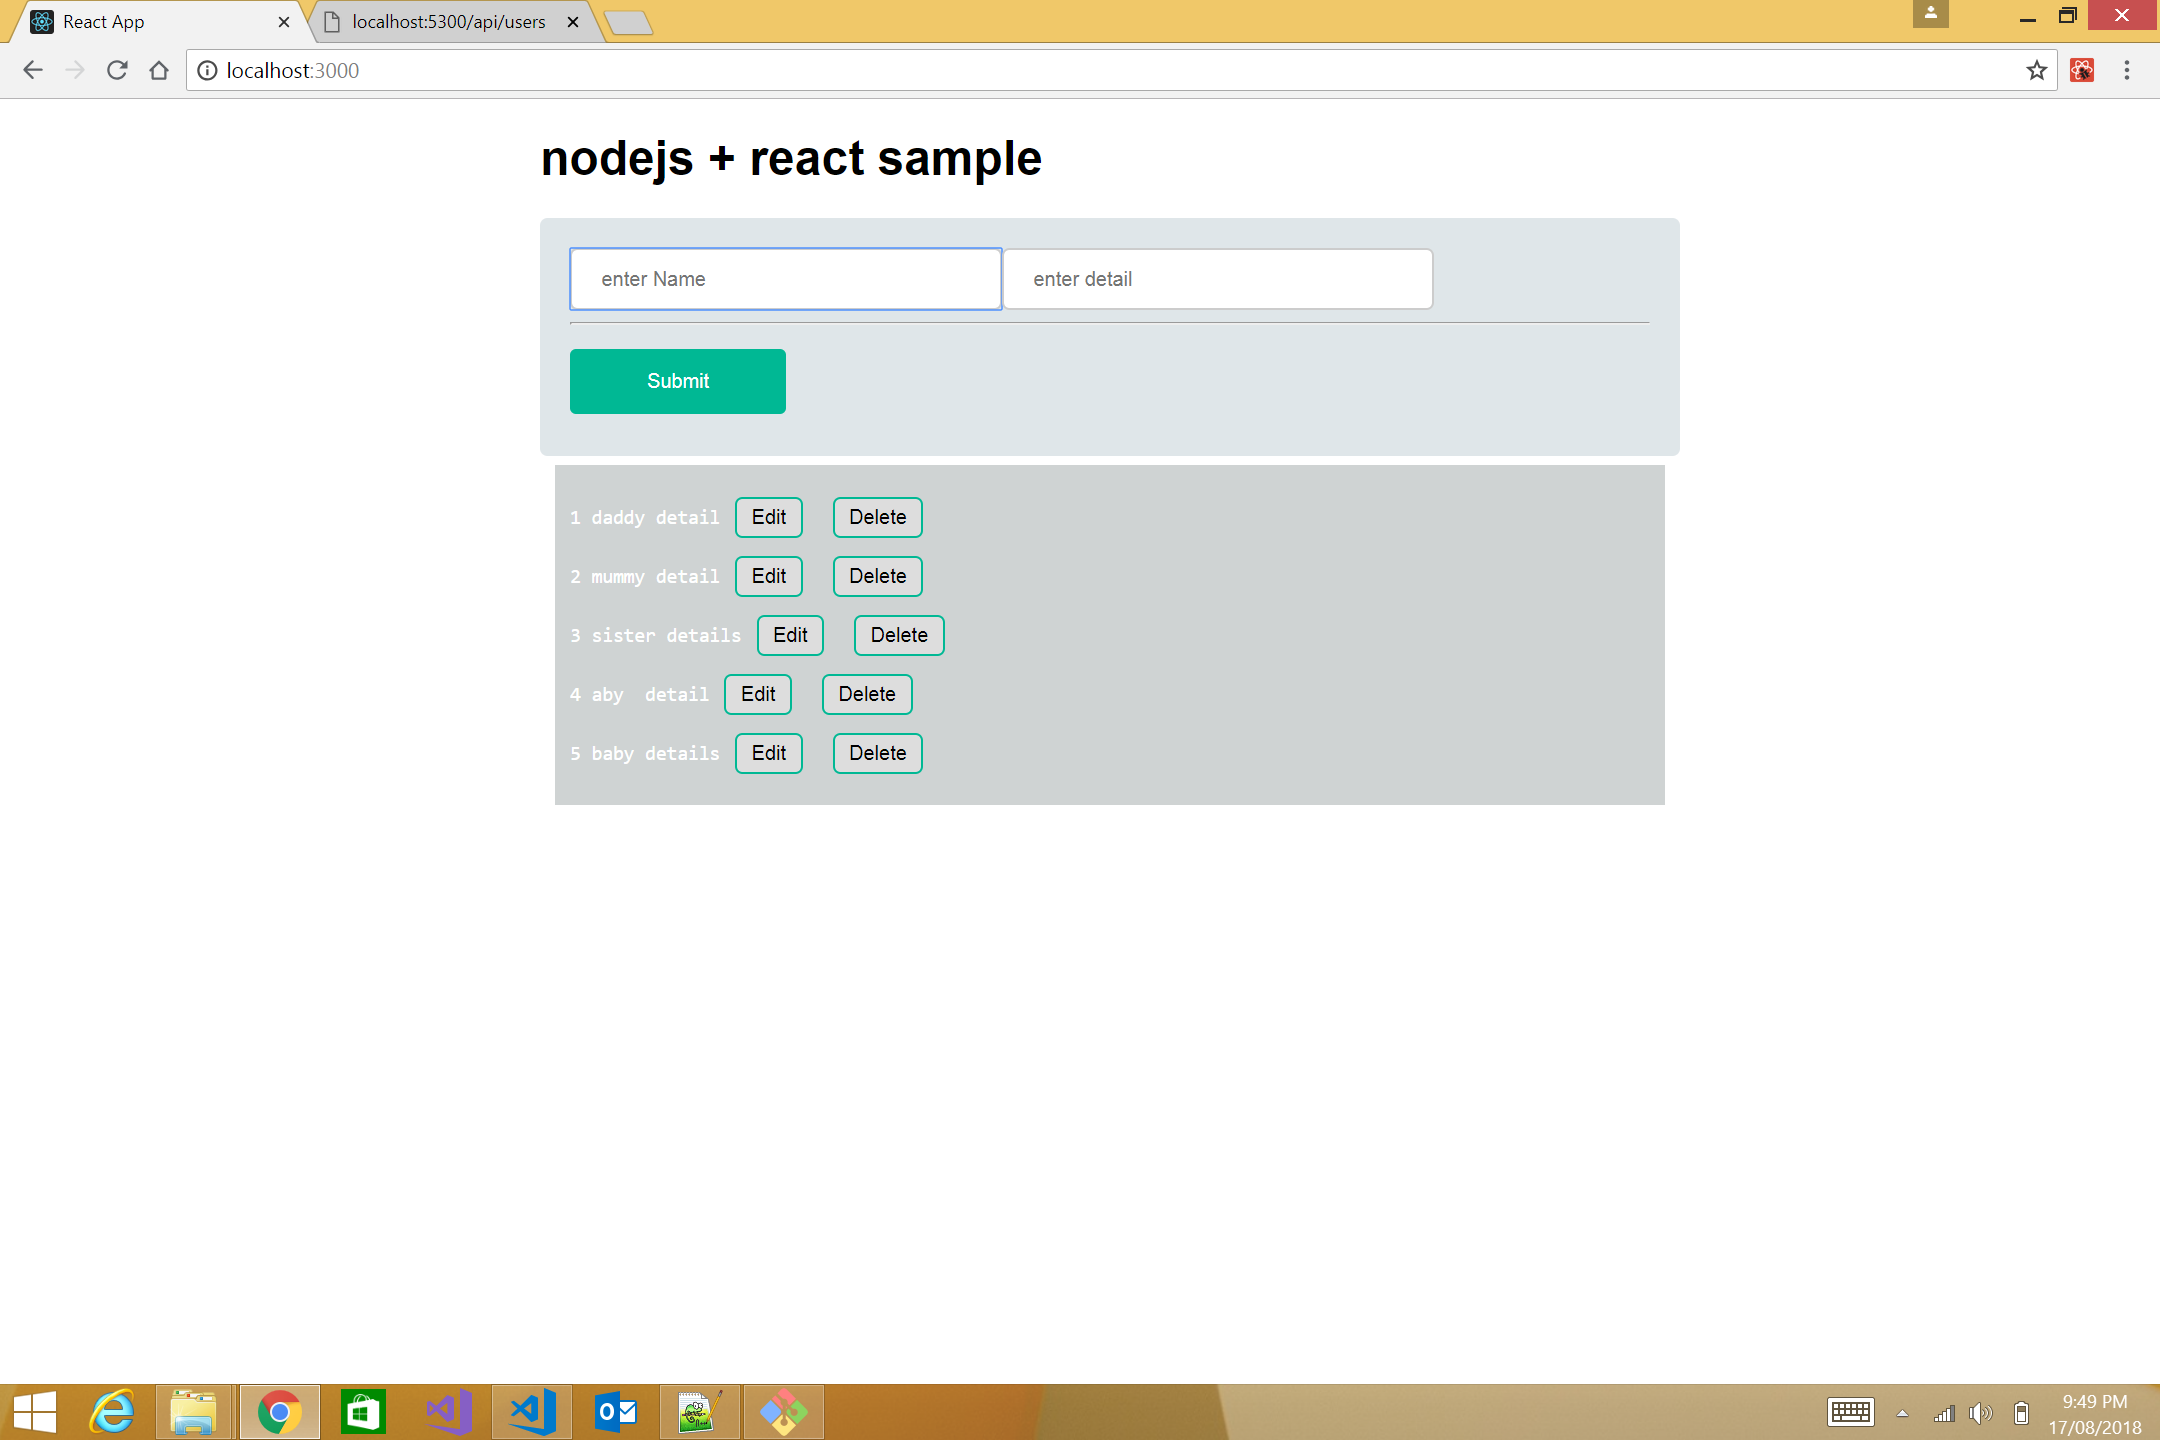 React App
localhost:5300/api/users
localhost:3000
nodejs + react sample
enter Name
enter detail
Submit
1 daddy detail Edit Delete
2 mummy detail Edit Delete
3 sister details Edit Delete
4 aby  detail Edit Delete
5 baby details Edit Delete
9:49 PM
17/08/2018